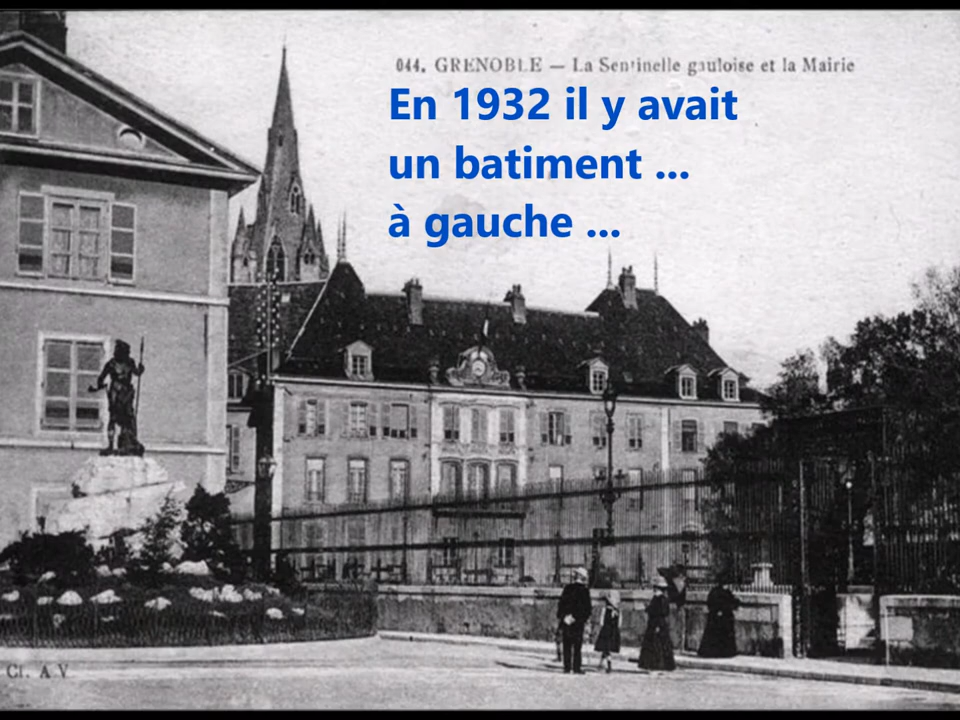 044. GRENOBLE — La Sentinelle gauloise et la Mairie
En 1932 il y avait
un batiment ...
à gauche ...
Cl. A V